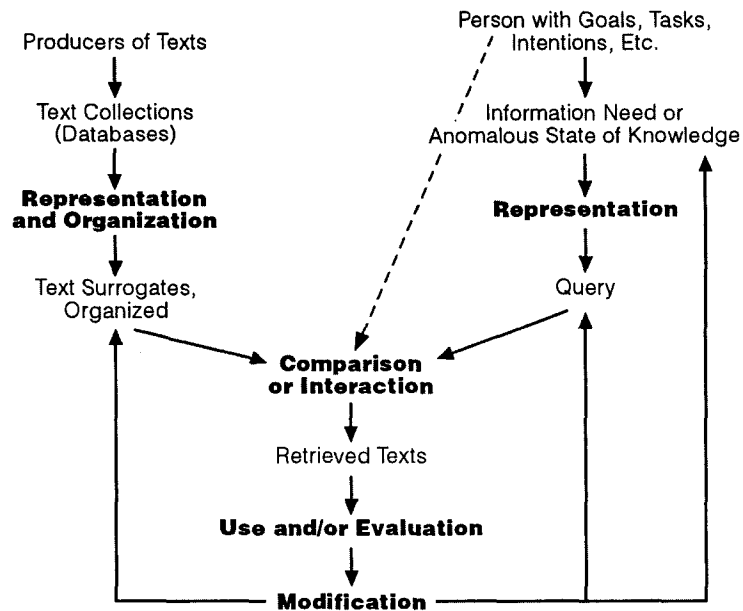 Producers of Texts
Person with Goals, Tasks,
Intentions, Etc.
Text Collections
(Databases)
Information Need or
Anomalous State of Knowledge
Representation
and Organization
Representation
Text Surrogates,
Organized
Query
Comparison
or Interaction
Retrieved Texts
Use and/or Evaluation
Modification